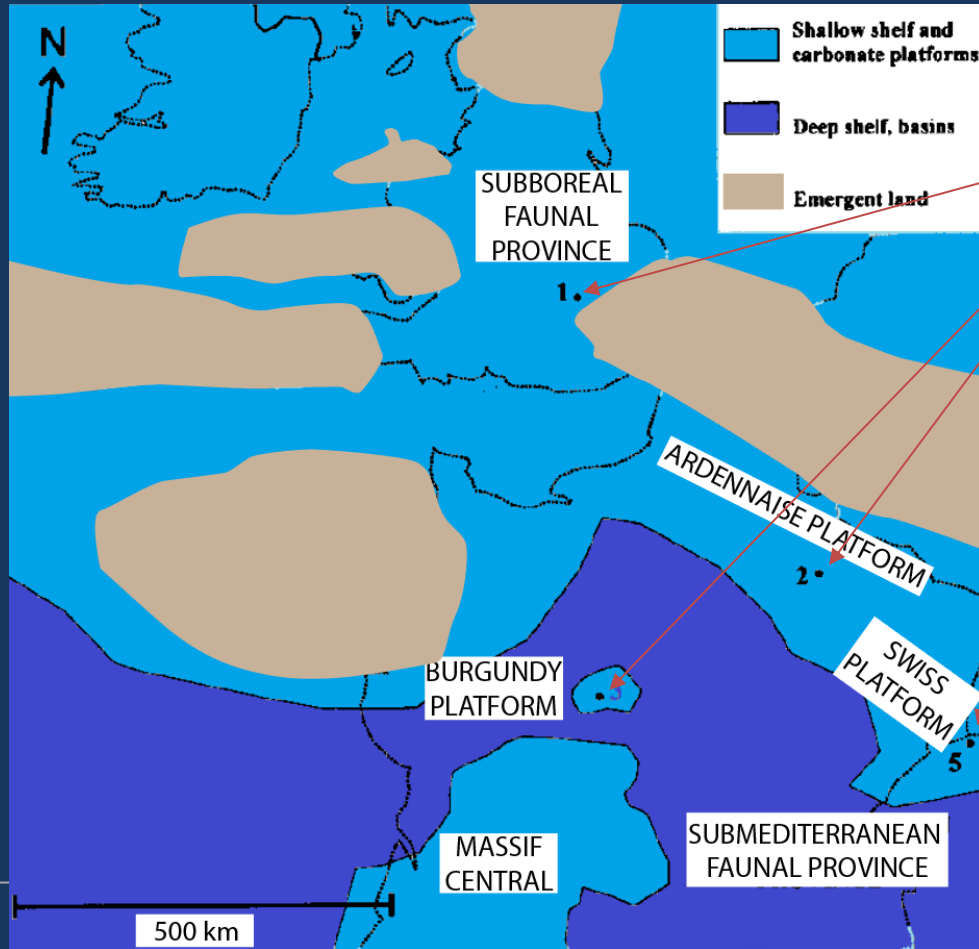 N
Shallow shelf and
carbonate platforms
Deep shelf, basins
Emergent land
SUBBOREAL
FAUNAL
PROVINCE
1
ARDENNAISE PLATFORM
2
SWISS
PLATFORM
BURGUNDY
PLATFORM
3
5
MASSIF
CENTRAL
SUBMEDITERRANEAN
FAUNAL PROVINCE
500 km